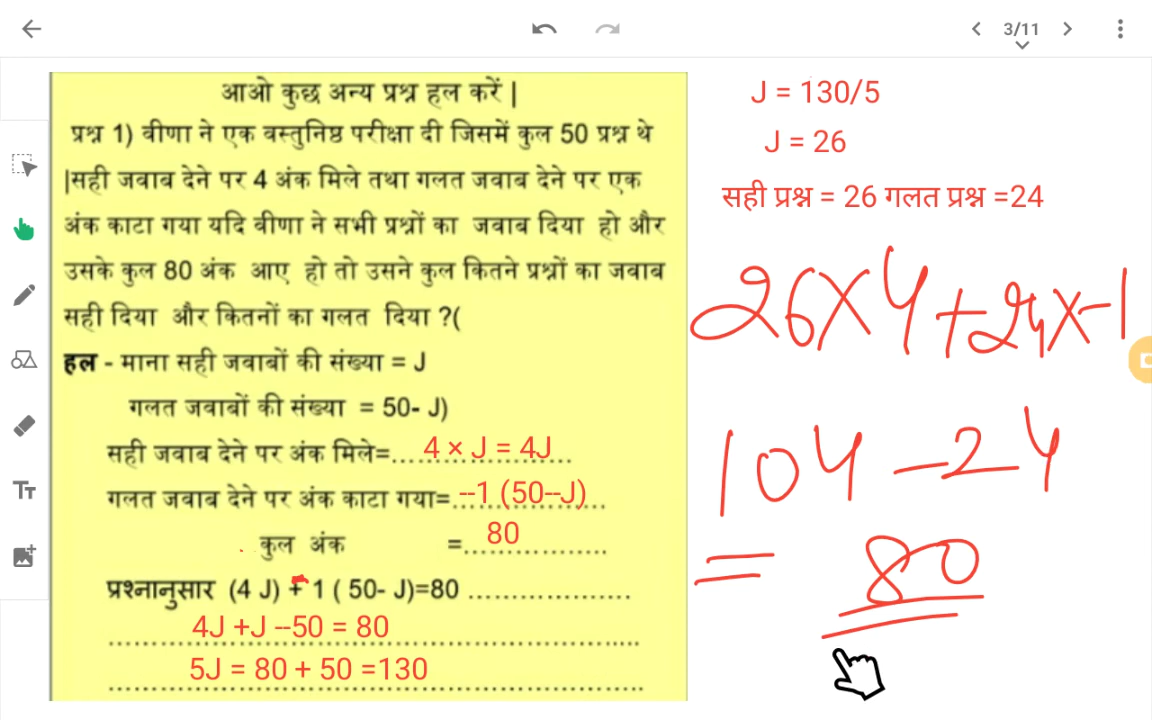 3/11
आओ कुछ अन्य प्रश्न हल करें |
प्रश्न 1) वीणा ने एक वस्तुनिष्ठ परीक्षा दी जिसमें कुल 50 प्रश्न थे
|सही जवाब देने पर 4 अंक मिले तथा गलत जवाब देने पर एक
अंक काटा गया यदि वीणा ने सभी प्रश्नों का जवाब दिया हो और
उसके कुल 80 अंक आए हो तो उसने कुल कितने प्रश्नों का जवाब
सही दिया और कितनों का गलत दिया ?(
हल - माना सही जवाबों की संख्या = J
गलत जवाबों की संख्या = 50- J)
सही जवाब देने पर अंक मिले=.... 4 × J = 4J
गलत जवाब देने पर अंक काटा गया= --1 (50--J)
कुल अंक = 80
प्रश्नानुसार (4 J) + 1 ( 50- J)=80 ..................
4J +J --50 = 80
5J = 80 + 50 =130
J = 130/5
J = 26
सही प्रश्न = 26 गलत प्रश्न =24
26x4+24x-1
104-24
= 80
Tт